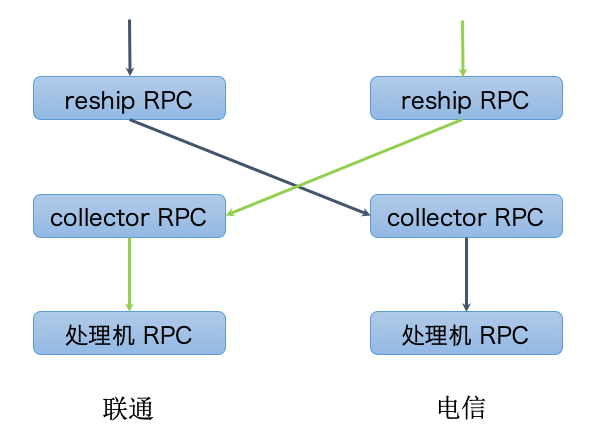 reship RPC
reship RPC
collector RPC
collector RPC
处理机 RPC
处理机 RPC
联通
电信